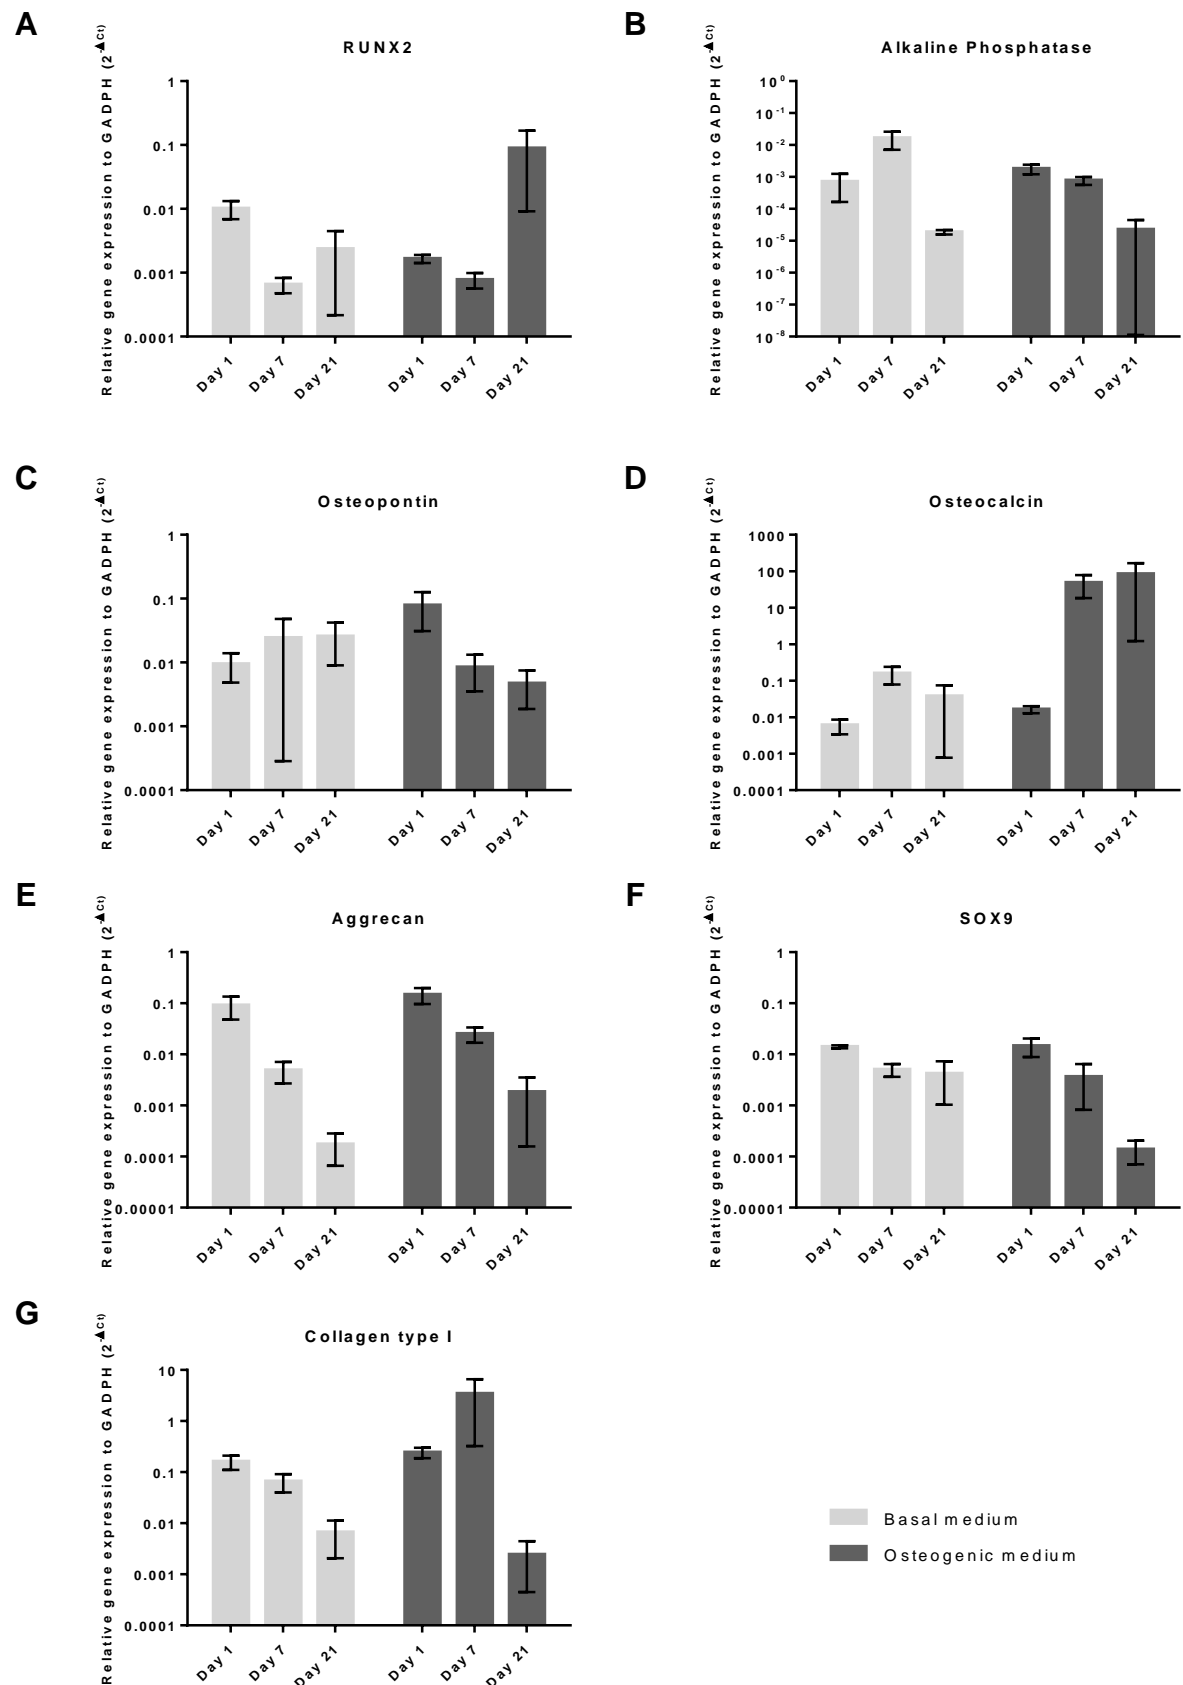 A
RUNX2
Relative gene expression to GADPH (2-▲Ct)
1
0.1
0.01
0.001
0.0001
Day 1
Day 7
Day 21
Day 1
Day 7
Day 21
B
Alkaline Phosphatase
Relative gene expression to GADPH (2-▲Ct)
10^0
10^-1
10^-2
10^-3
10^-4
10^-5
10^-6
10^-7
10^-8
Day 1
Day 7
Day 21
Day 1
Day 7
Day 21
C
Osteopontin
Relative gene expression to GADPH (2-▲Ct)
1
0.1
0.01
0.001
0.0001
Day 1
Day 7
Day 21
Day 1
Day 7
Day 21
D
Osteocalcin
Relative gene expression to GADPH (2-▲Ct)
1000
100
10
1
0.1
0.01
0.001
0.0001
Day 1
Day 7
Day 21
Day 1
Day 7
Day 21
E
Aggrecan
Relative gene expression to GADPH (2-▲Ct)
1
0.1
0.01
0.001
0.0001
0.00001
Day 1
Day 7
Day 21
Day 1
Day 7
Day 21
F
SOX9
Relative gene expression to GADPH (2-▲Ct)
1
0.1
0.01
0.001
0.0001
0.00001
Day 1
Day 7
Day 21
Day 1
Day 7
Day 21
G
Collagen type I
Relative gene expression to GADPH (2-▲Ct)
10
1
0.1
0.01
0.001
0.0001
Day 1
Day 7
Day 21
Day 1
Day 7
Day 21
Basal medium
Osteogenic medium